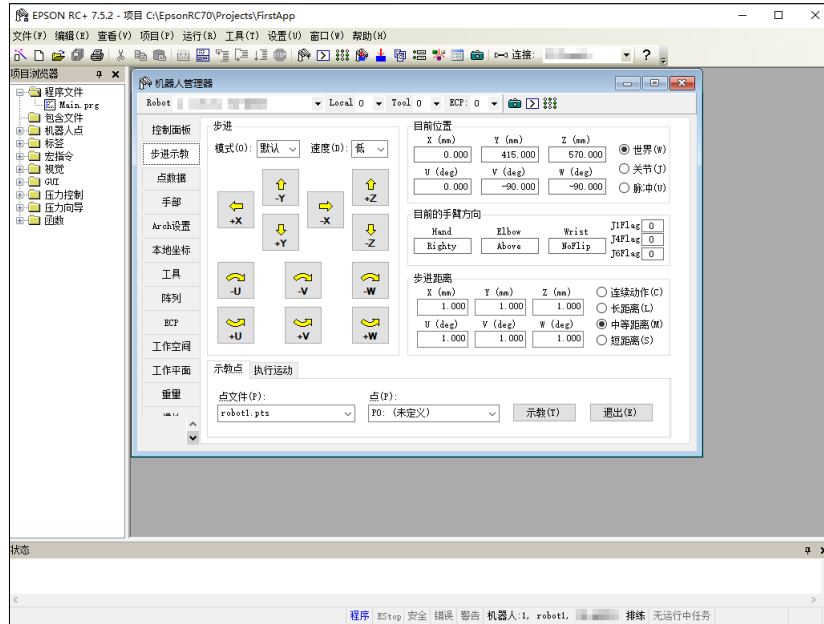 EPSON RC+ 7.5.2 - 项目 C:\EpsonRC70\Projects\FirstApp
文件(F) 编辑(E) 查看(V) 项目(P) 运行(R) 工具(T) 设置(U) 窗口(W) 帮助(H)
连接:
项目浏览器
程序文件
Main.prg
包含文件
机器人点
标签
宏指令
视觉
GUI
压力控制
压力向导
函数
机器人管理器
Robot Local 0 Tool 0 ECP: 0
控制面板
步进示教
点数据
手部
Arch设置
本地坐标
工具
阵列
ECP
工作空间
工作平面
重量
步进
模式(O): 默认 速度(D): 低
-Y +Z
+X -X
+Y -Z
-U -V -W
+U +V +W
目前位置
X (mm) Y (mm) Z (mm)
0.000 415.000 570.000
U (deg) V (deg) W (deg)
0.000 -90.000 -90.000
世界(W)
关节(J)
脉冲(U)
目前的手臂方向
Hand Elbow Wrist
Righty Above NoFlip
J1Flag 0
J4Flag 0
J6Flag 0
步进距离
X (mm) Y (mm) Z (mm)
1.000 1.000 1.000
U (deg) V (deg) W (deg)
1.000 1.000 1.000
连续动作(C)
长距离(L)
中等距离(M)
短距离(S)
示教点 执行运动
点文件(P): 点(P):
robot1.pts P0: (未定义) 示教(T) 退出(E)
状态
程序 EStop 安全 错误 警告 机器人:1, robot1, 排练 无运行中任务